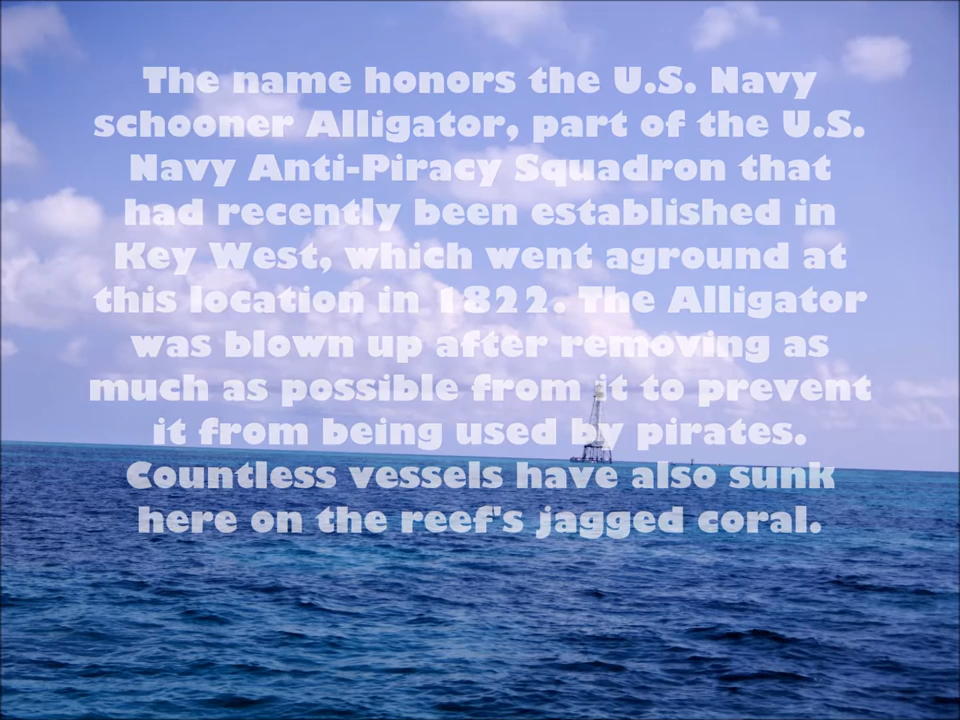 The name honors the U.S. Navy
schooner Alligator, part of the U.S.
Navy Anti-Piracy Squadron that
had recently been established in
Key West, which went aground at
this location in 1822. The Alligator
was blown up after removing as
much as possible from it to prevent
it from being used by pirates.
Countless vessels have also sunk
here on the reef's jagged coral.